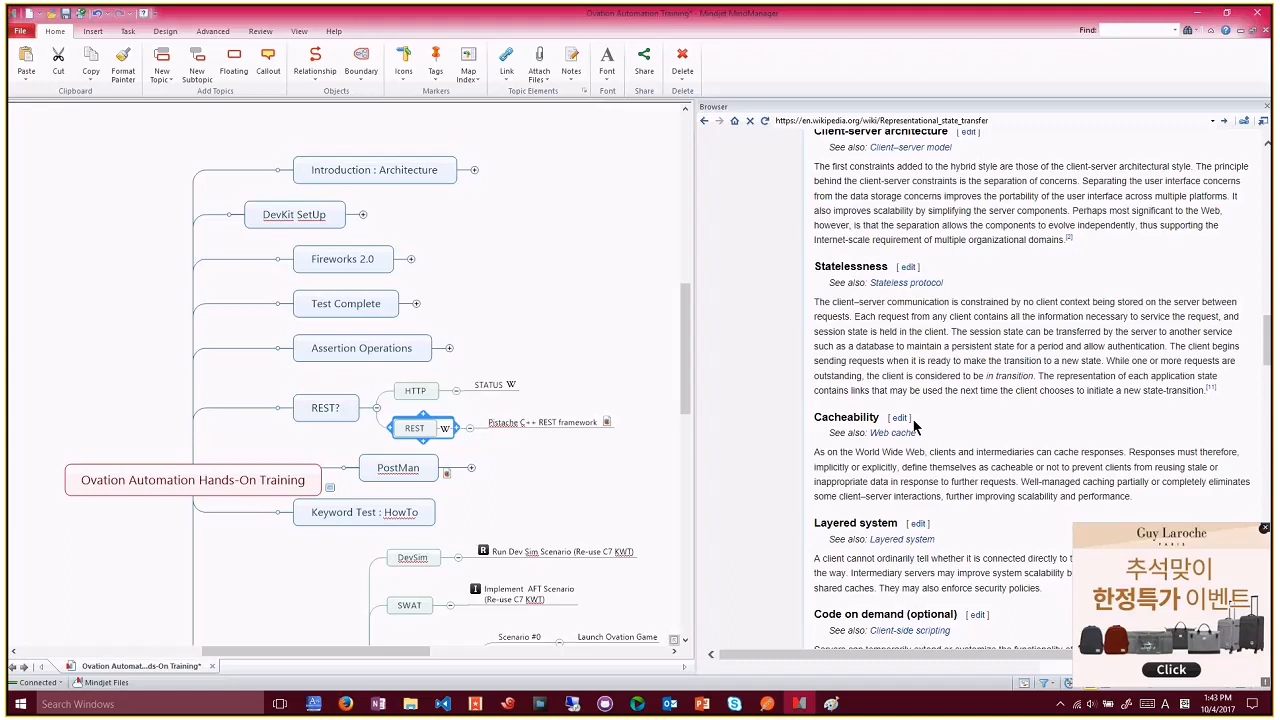 Ovation Automation Training* - Mindjet MindManager
File
Home
Insert
Task
Design
Advanced
Review
View
Help
Find:
Paste
Cut
Copy
Format Painter
New Topic
New Subtopic
Floating
Callout
Relationship
Boundary
Icons
Tags
Map Index
Link
Attach Files
Notes
Font
Share
Delete
Clipboard
Add Topics
Objects
Markers
Topic Elements
Font
Share
Delete
Introduction : Architecture
DevKit SetUp
Fireworks 2.0
Test Complete
Assertion Operations
HTTP
STATUS W
REST?
REST W
Pistache C++ REST framework
PostMan
Ovation Automation Hands-On Training
Keyword Test : HowTo
DevSim
R Run Dev Sim Scenario (Re-use C7 KWT)
SWAT
I Implement AFT Scenario
(Re-use C7 KWT)
Scenario #0
Launch Ovation Game
Browser
https://en.wikipedia.org/wiki/Representational_state_transfer
Client-server architecture [ edit ]
See also: Client–server model
The first constraints added to the hybrid style are those of the client-server architectural style. The principle
behind the client-server constraints is the separation of concerns. Separating the user interface concerns
from the data storage concerns improves the portability of the user interface across multiple platforms. It
also improves scalability by simplifying the server components. Perhaps most significant to the Web,
however, is that the separation allows the components to evolve independently, thus supporting the
Internet-scale requirement of multiple organizational domains.[2]
Statelessness [ edit ]
See also: Stateless protocol
The client–server communication is constrained by no client context being stored on the server between
requests. Each request from any client contains all the information necessary to service the request, and
session state is held in the client. The session state can be transferred by the server to another service
such as a database to maintain a persistent state for a period and allow authentication. The client begins
sending requests when it is ready to make the transition to a new state. While one or more requests are
outstanding, the client is considered to be in transition. The representation of each application state
contains links that may be used the next time the client chooses to initiate a new state-transition.[11]
Cacheability [ edit ]
See also: Web cache
As on the World Wide Web, clients and intermediaries can cache responses. Responses must therefore,
implicitly or explicitly, define themselves as cacheable or not to prevent clients from reusing stale or
inappropriate data in response to further requests. Well-managed caching partially or completely eliminates
some client–server interactions, further improving scalability and performance.
Layered system [ edit ]
See also: Layered system
A client cannot ordinarily tell whether it is connected directly to t
the way. Intermediary servers may improve system scalability b
shared caches. They may also enforce security policies.
Code on demand (optional) [ edit ]
See also: Client-side scripting
Guy Laroche
PARIS
추석맞이
한정특가 이벤트
Click
Ovation Automat...ds-On Training*
Connected
Mindjet Files
Search Windows
1:43 PM
10/4/2017